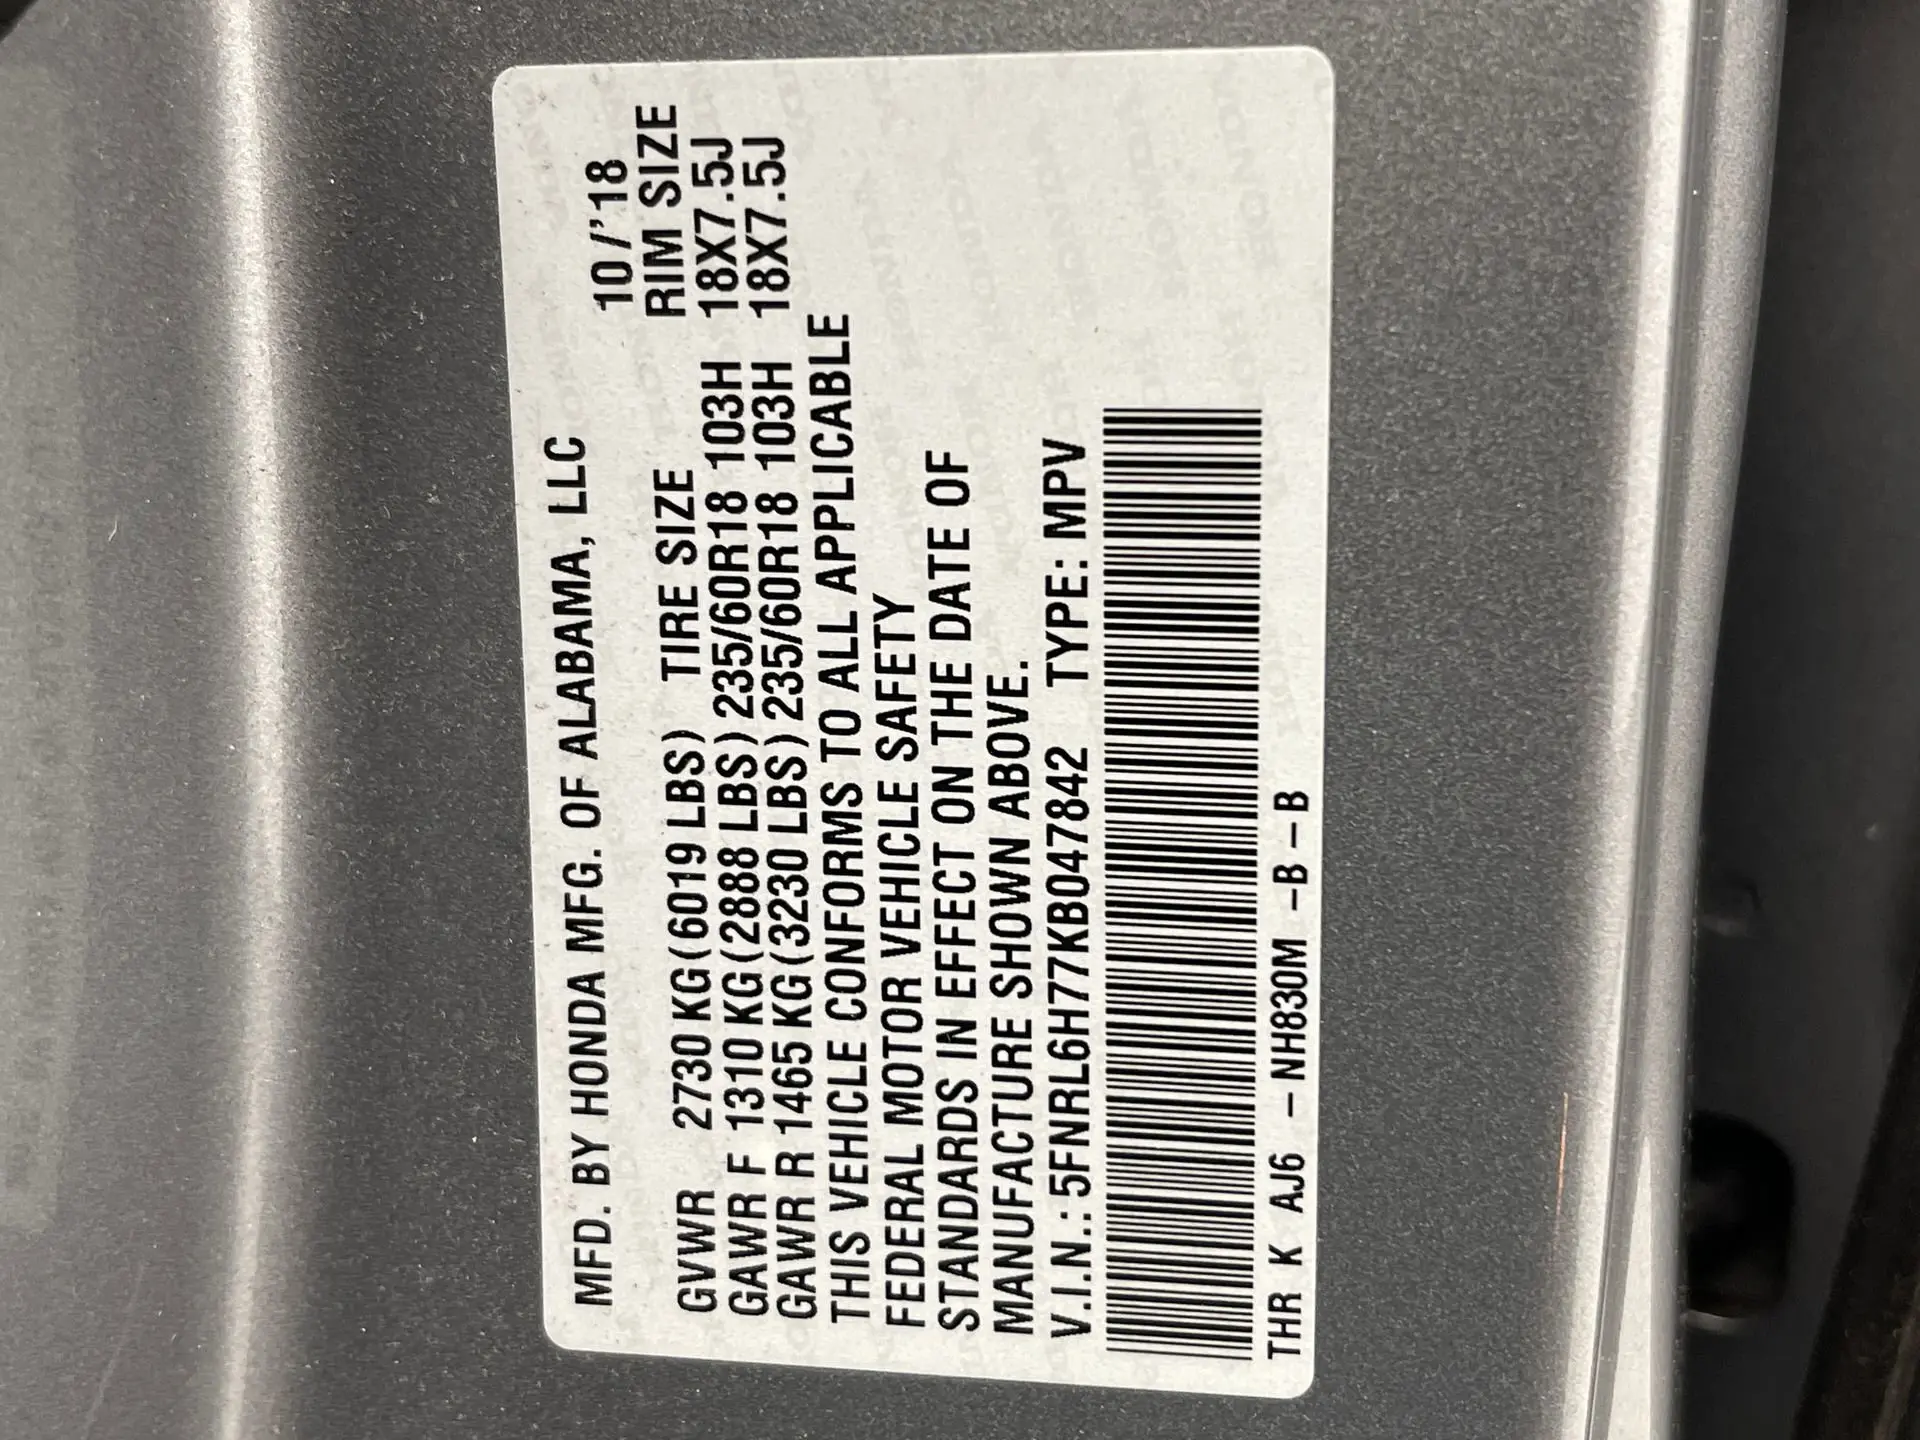 MFD. BY HONDA MFG. OF ALABAMA, LLC
10/'18
GVWR 2730 KG(6019 LBS) TIRE SIZE RIM SIZE
GAWR F 1310 KG(2888 LBS) 235/60R18 103H 18X7.5J
GAWR R 1465 KG(3230 LBS) 235/60R18 103H 18X7.5J
THIS VEHICLE CONFORMS TO ALL APPLICABLE
FEDERAL MOTOR VEHICLE SAFETY
STANDARDS IN EFFECT ON THE DATE OF
MANUFACTURE SHOWN ABOVE.
V.I.N.: 5FNRL6H77KB047842 TYPE: MPV
THR K AJ6 – NH830M –B – B